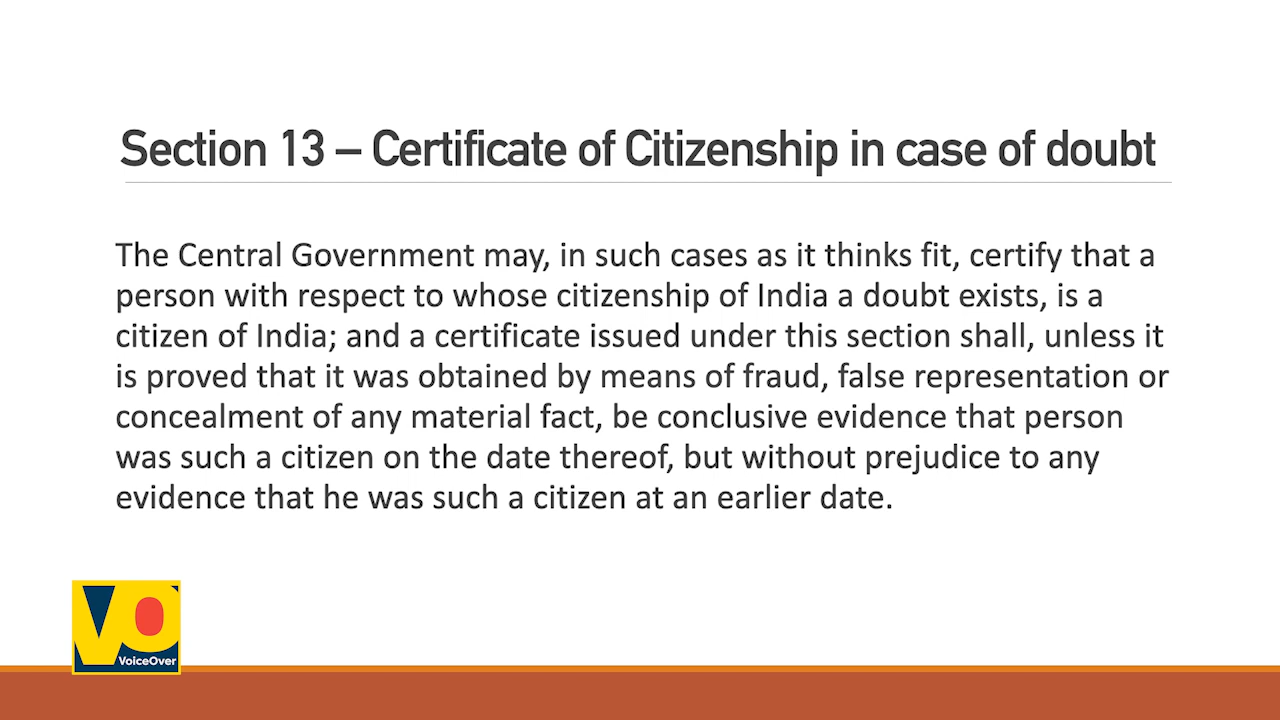 Section 13 – Certificate of Citizenship in case of doubt
The Central Government may, in such cases as it thinks fit, certify that a
person with respect to whose citizenship of India a doubt exists, is a
citizen of India; and a certificate issued under this section shall, unless it
is proved that it was obtained by means of fraud, false representation or
concealment of any material fact, be conclusive evidence that person
was such a citizen on the date thereof, but without prejudice to any
evidence that he was such a citizen at an earlier date.
VO
VoiceOver